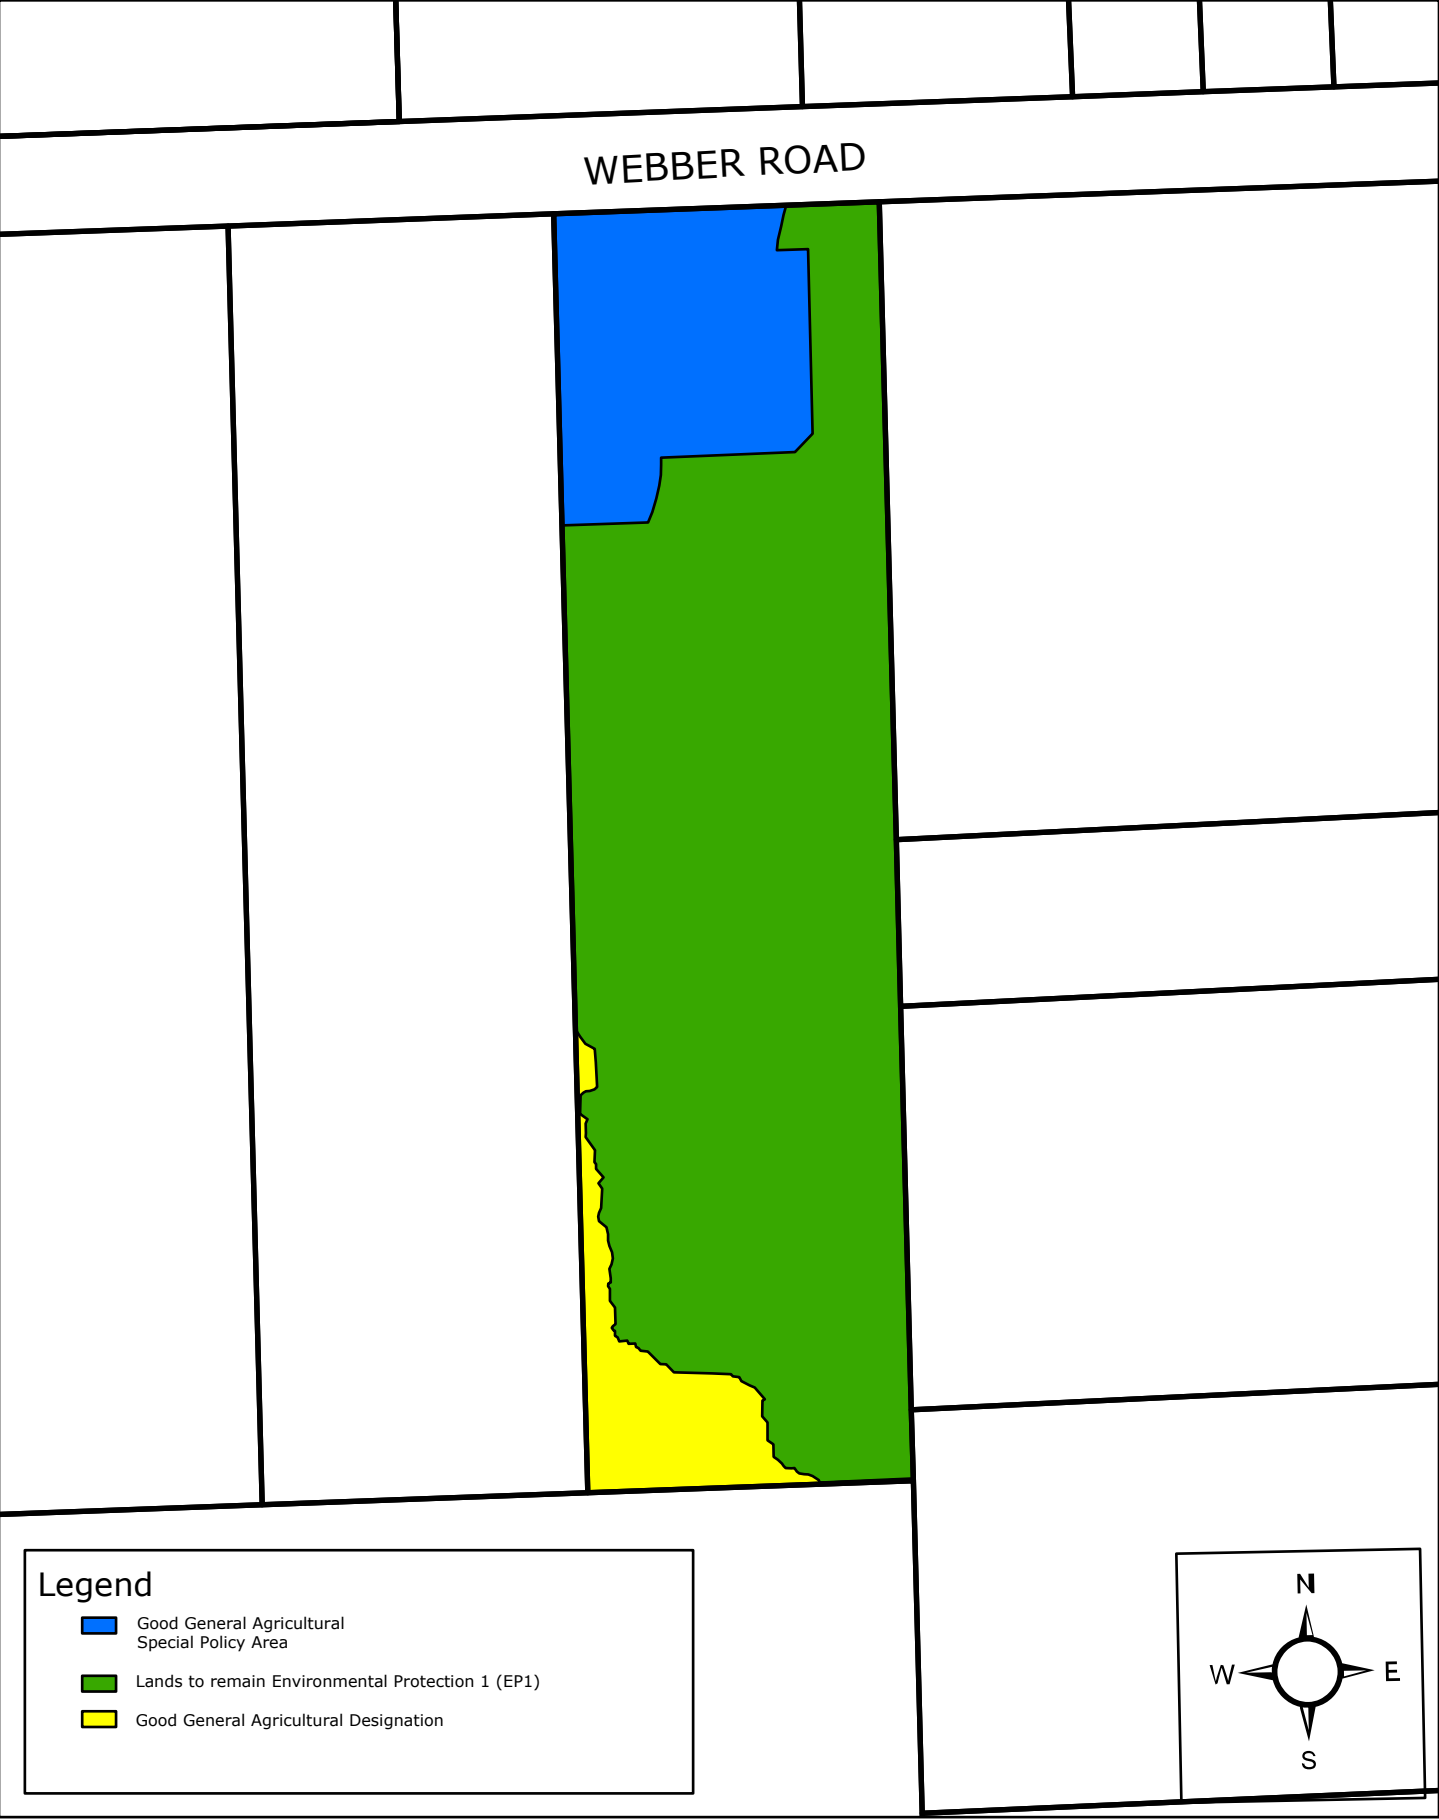 WEBBER ROAD
Legend
Good General Agricultural
Special Policy Area
Lands to remain Environmental Protection 1 (EP1)
Good General Agricultural Designation
N
W
E
S